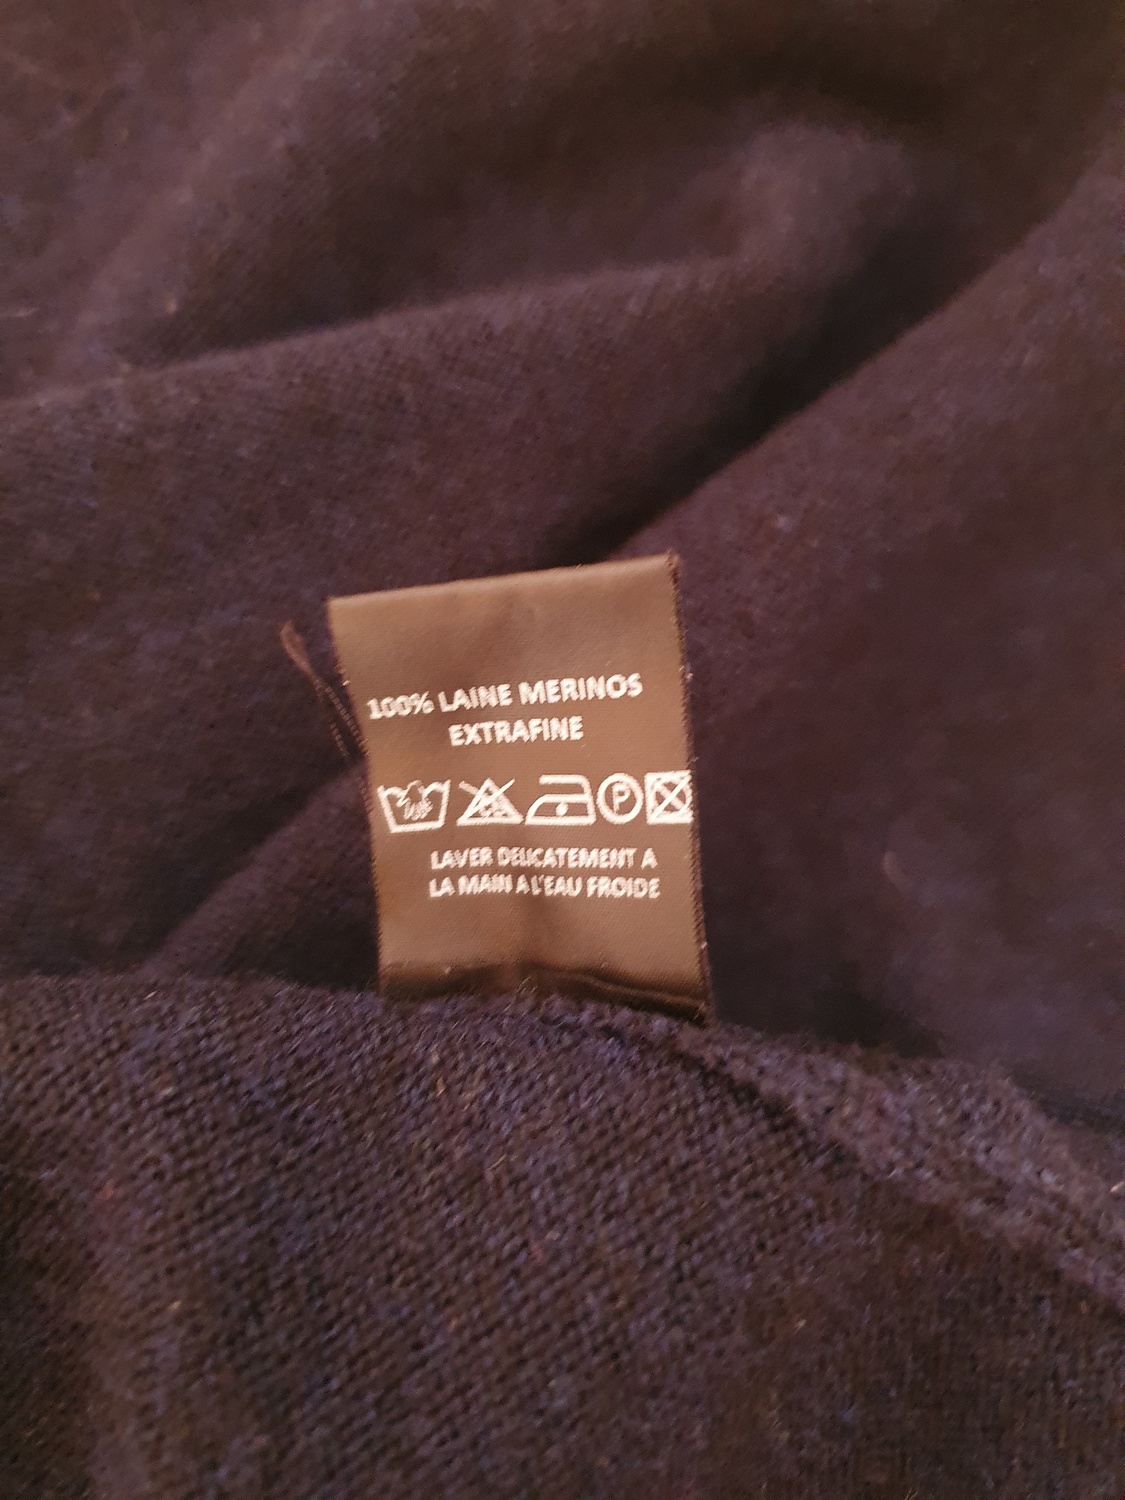 100% LAINE MERINOS
EXTRAFINE
P
LAVER DELICATEMENT A
LA MAIN A L'EAU FROIDE